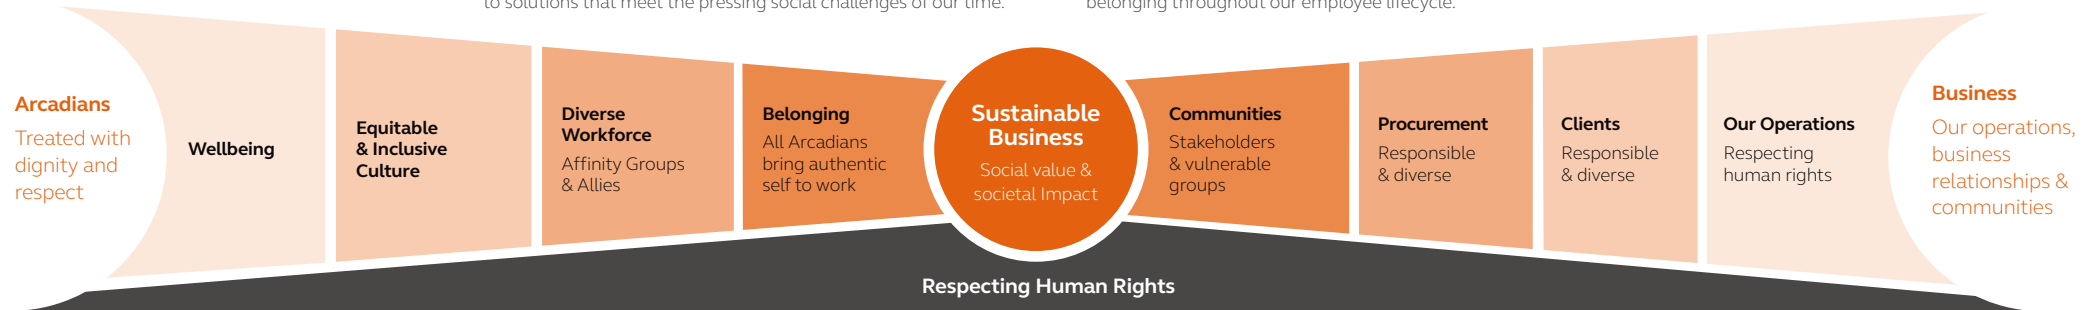 to solutions that meet the pressing social challenges of our time.
belonging throughout our employee lifecycle.
Arcadians
Treated with
dignity and
respect
Wellbeing
Equitable
& Inclusive
Culture
Diverse
Workforce
Affinity Groups
& Allies
Belonging
All Arcadians
bring authentic
self to work
Sustainable
Business
Social value &
societal Impact
Communities
Stakeholders
& vulnerable
groups
Procurement
Responsible
& diverse
Clients
Responsible
& diverse
Our Operations
Respecting
human rights
Business
Our operations,
business
relationships &
communities
Respecting Human Rights